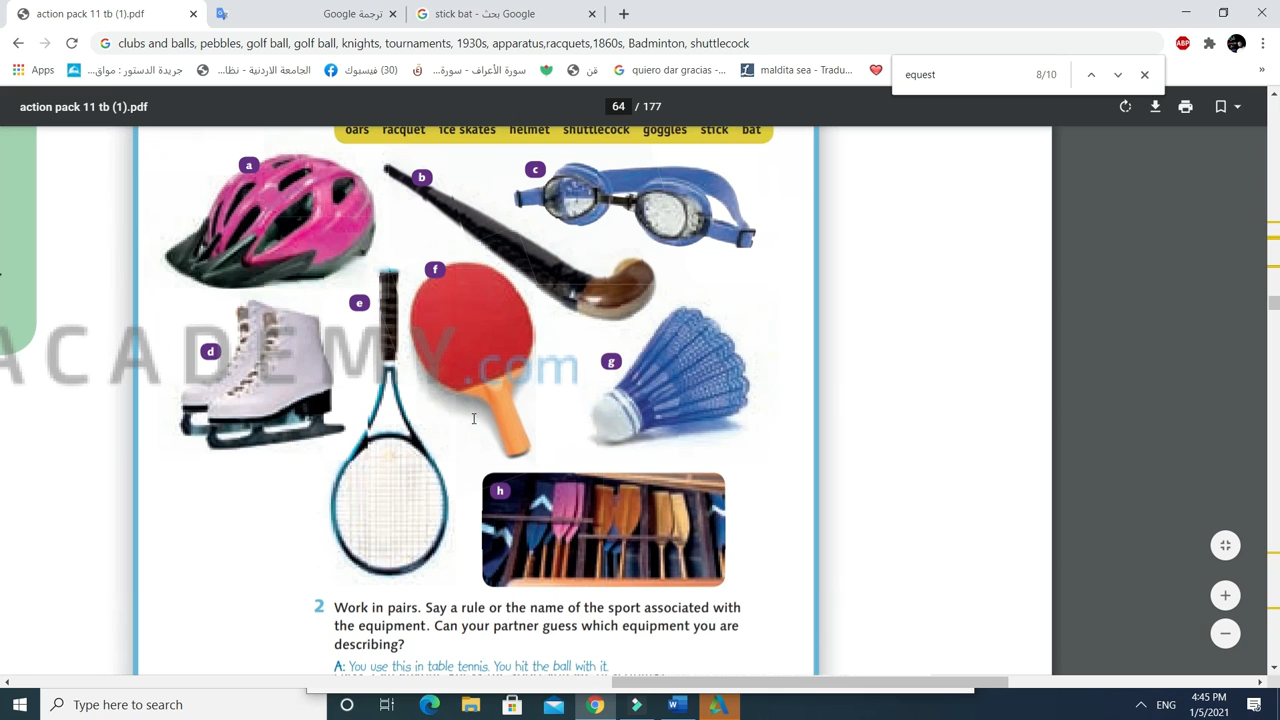 action pack 11 tb (1).pdf
ترجمة Google
stick bat - بحث Google
clubs and balls, pebbles, golf ball, golf ball, knights, tournaments, 1930s, apparatus,racquets,1860s, Badminton, shuttlecock
ABP
Apps
جريدة الدستور : مواق...
الجامعة الاردنية - نظا...
(30) فيسبوك
سورة الأعراف - سورة...
قن
quiero dar gracias -...
maldita sea - Tradu...
»
equest
8/10
action pack 11 tb (1).pdf
64 / 177
oars racquet ice skates helmet shuttlecock goggles stick bat
a
b
c
d
e
f
g
h
ACADEMY.com
2 Work in pairs. Say a rule or the name of the sport associated with
the equipment. Can your partner guess which equipment you are
describing?
A: You use this in table tennis. You hit the ball with it.
Type here to search
ENG
4:45 PM
1/5/2021